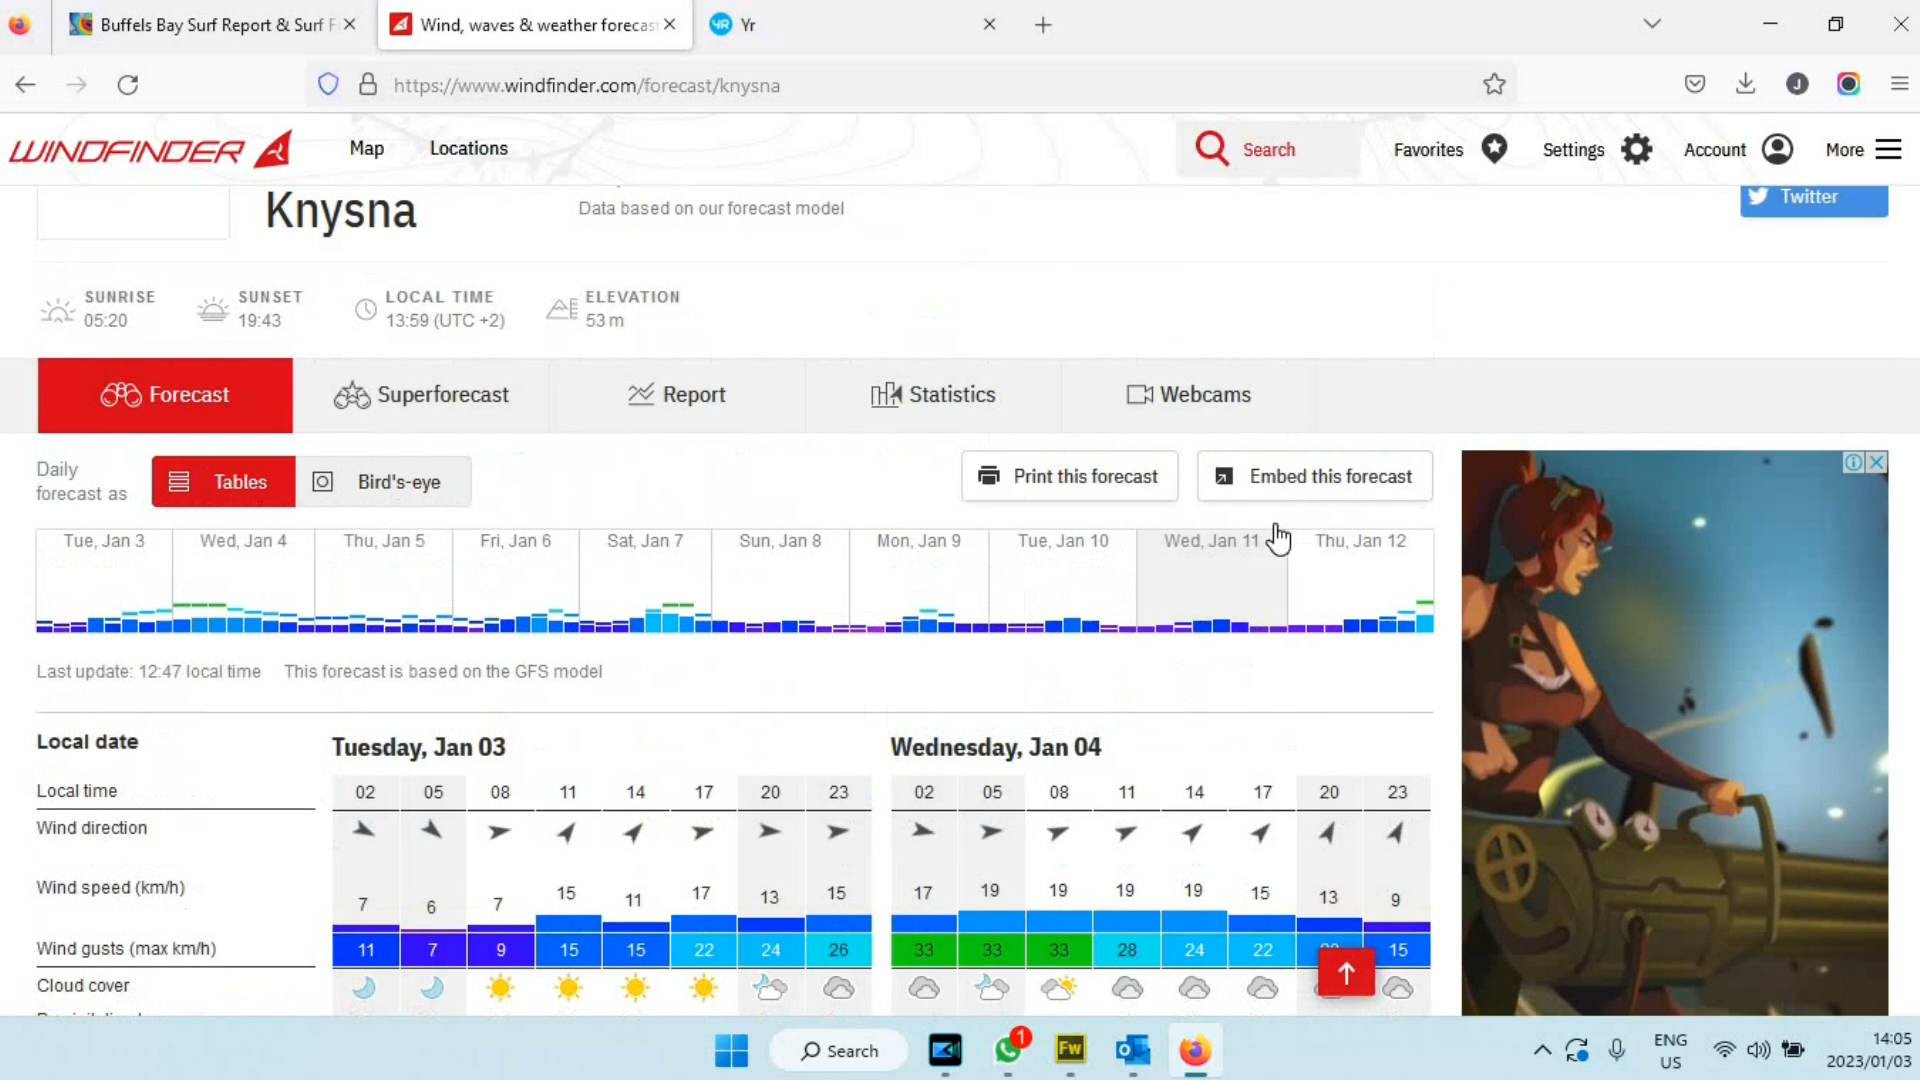 Buffels Bay Surf Report & Surf F
Wind, waves & weather forecas
Yr
https://www.windfinder.com/forecast/knysna
WINDFINDER
Map
Locations
Search
Favorites
Settings
Account
More
Knysna
Data based on our forecast model
Twitter
SUNRISE
05:20
SUNSET
19:43
LOCAL TIME
13:59 (UTC +2)
ELEVATION
53 m
Forecast
Superforecast
Report
Statistics
Webcams
Daily
forecast as
Tables
Bird's-eye
Print this forecast
Embed this forecast
Tue, Jan 3 Wed, Jan 4 Thu, Jan 5 Fri, Jan 6 Sat, Jan 7 Sun, Jan 8 Mon, Jan 9 Tue, Jan 10 Wed, Jan 11 Thu, Jan 12
Last update: 12:47 local time This forecast is based on the GFS model
Local date Tuesday, Jan 03 Wednesday, Jan 04
Local time 02 05 08 11 14 17 20 23 02 05 08 11 14 17 20 23
Wind direction
Wind speed (km/h) 7 6 7 15 11 17 13 15 17 19 19 19 19 15 13 9
Wind gusts (max km/h) 11 7 9 15 15 22 24 26 33 33 33 28 24 22 15
Cloud cover
Search
1
Fw
ENG
US
14:05
2023/01/03